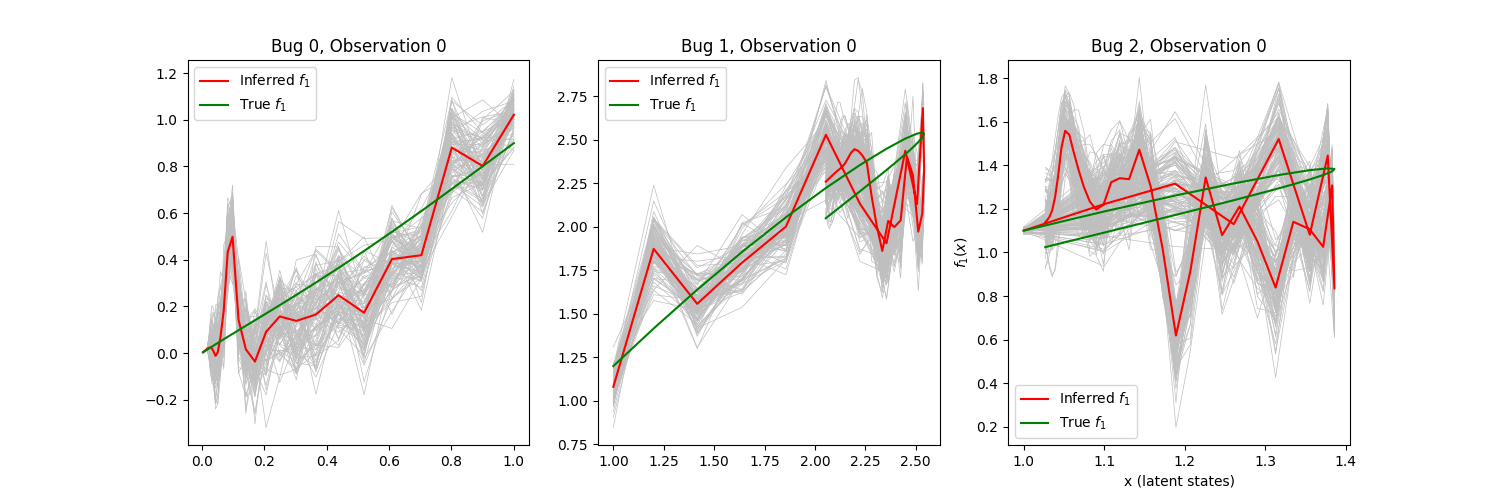 Bug 0, Observation 0
Inferred f₁
True f₁
1.2
1.0
0.8
0.6
0.4
0.2
0.0
−0.2
0.0 0.2 0.4 0.6 0.8 1.0
Bug 1, Observation 0
Inferred f₁
True f₁
2.75
2.50
2.25
2.00
1.75
1.50
1.25
1.00
0.75
1.00 1.25 1.50 1.75 2.00 2.25 2.50
Bug 2, Observation 0
f₁(x)
1.8
1.6
1.4
1.2
1.0
0.8
0.6
0.4
0.2
Inferred f₁
True f₁
1.0 1.1 1.2 1.3 1.4
x (latent states)